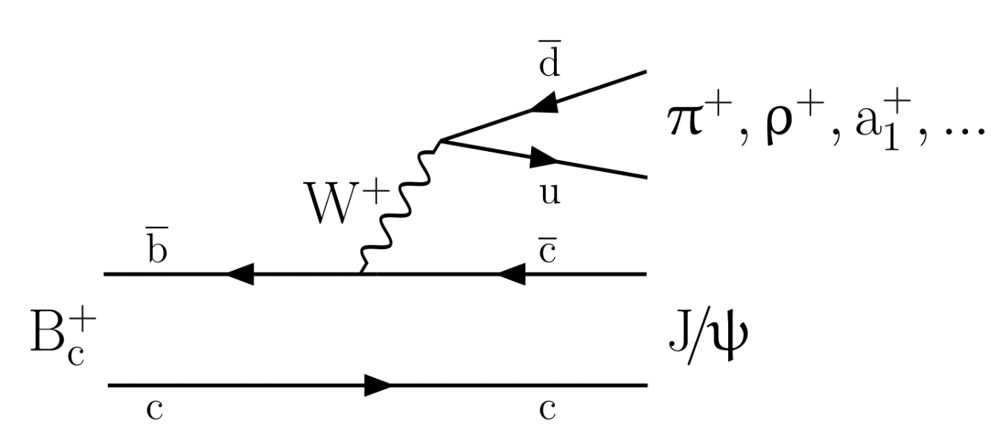 d̅
π⁺, ρ⁺, a₁⁺, ...
W⁺
u
b̅ c̅
B_c⁺ J/ψ
c c